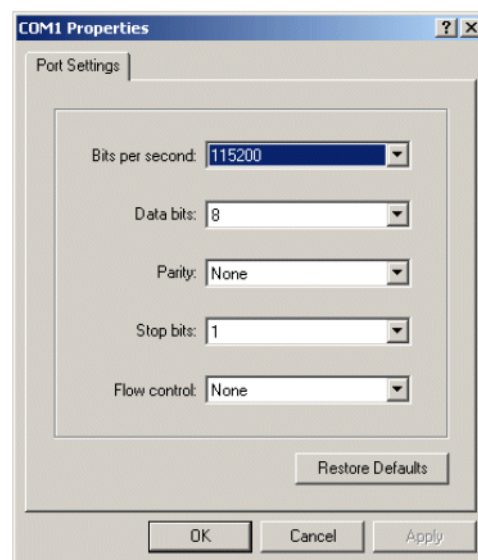 COM1 Properties
Port Settings
Bits per second: 115200
Data bits: 8
Parity: None
Stop bits: 1
Flow control: None
Restore Defaults
OK Cancel Apply